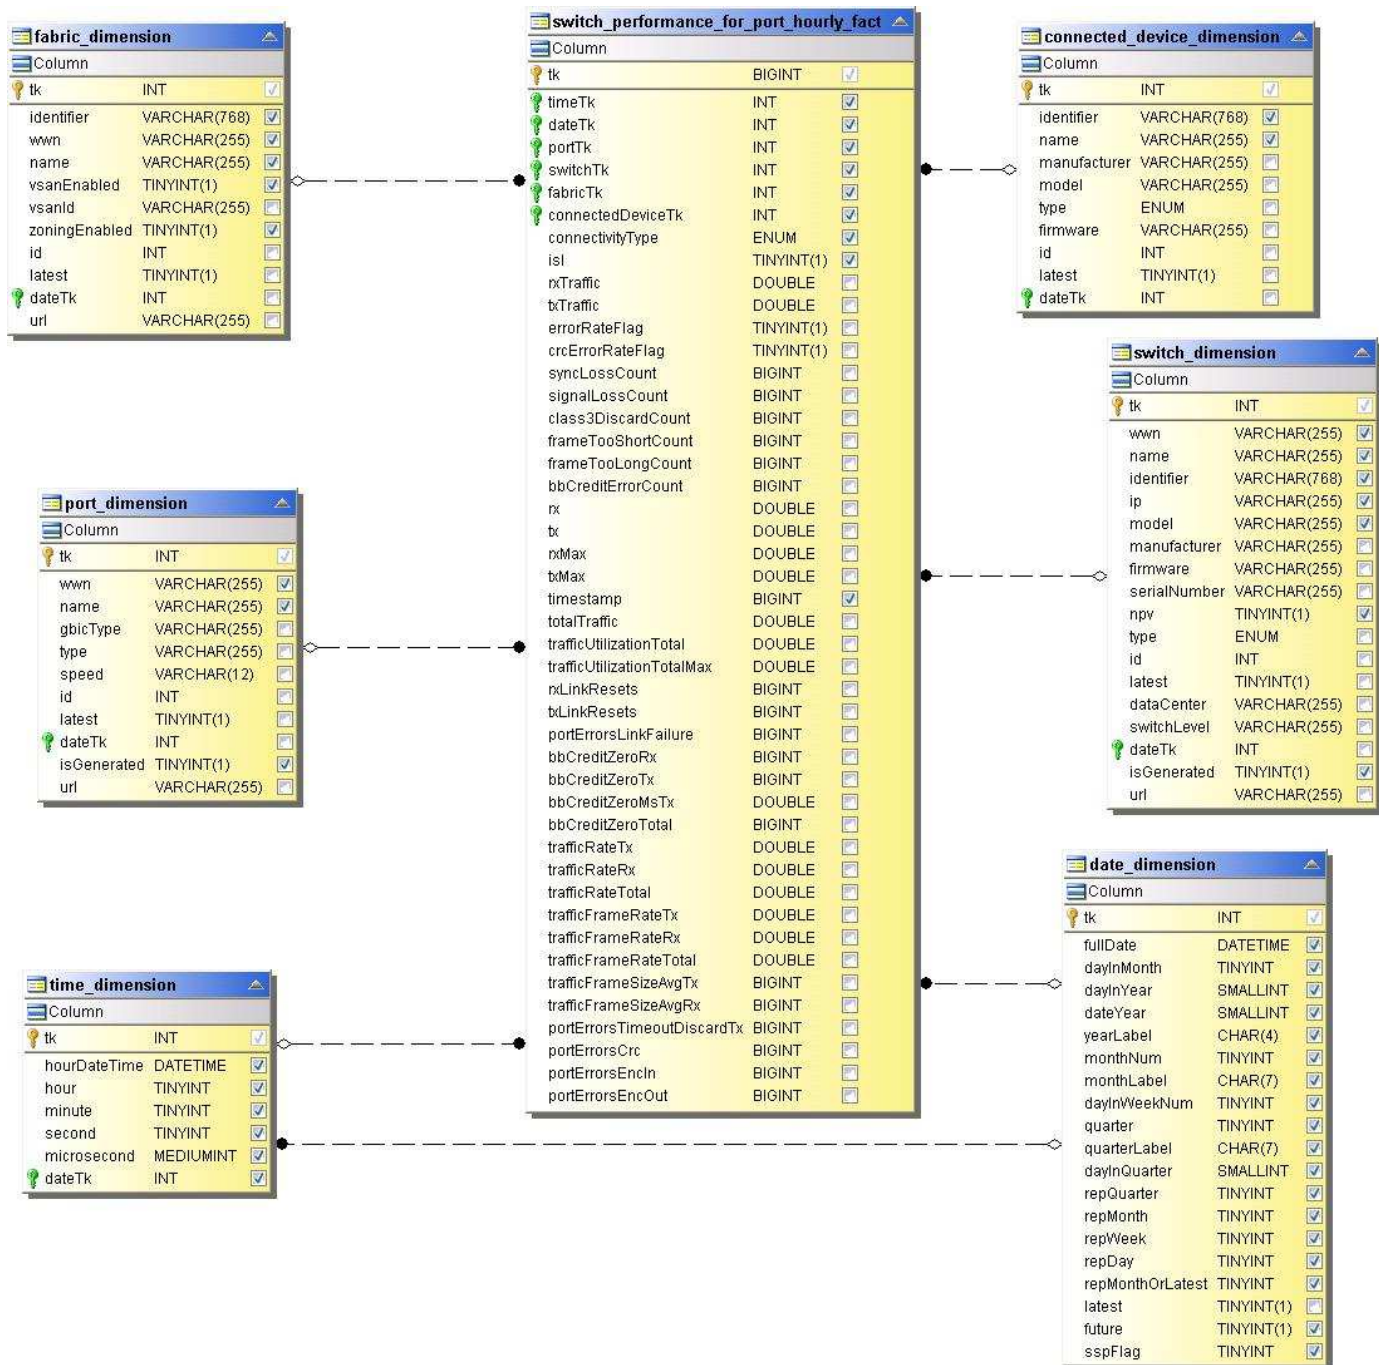 fabric_dimension
Column
tk INT
identifier VARCHAR(768)
wwn VARCHAR(255)
name VARCHAR(255)
vsanEnabled TINYINT(1)
vsanId VARCHAR(255)
zoningEnabled TINYINT(1)
id INT
latest TINYINT(1)
dateTk INT
url VARCHAR(255)
port_dimension
Column
tk INT
wwn VARCHAR(255)
name VARCHAR(255)
gbicType VARCHAR(255)
type VARCHAR(255)
speed VARCHAR(12)
id INT
latest TINYINT(1)
dateTk INT
isGenerated TINYINT(1)
url VARCHAR(255)
time_dimension
Column
tk INT
hourDateTime DATETIME
hour TINYINT
minute TINYINT
second TINYINT
microsecond MEDIUMINT
dateTk INT
switch_performance_for_port_hourly_fact
Column
tk BIGINT
timeTk INT
dateTk INT
portTk INT
switchTk INT
fabricTk INT
connectedDeviceTk INT
connectivityType ENUM
isl TINYINT(1)
rxTraffic DOUBLE
txTraffic DOUBLE
errorRateFlag TINYINT(1)
crcErrorRateFlag TINYINT(1)
syncLossCount BIGINT
signalLossCount BIGINT
class3DiscardCount BIGINT
frameTooShortCount BIGINT
frameTooLongCount BIGINT
bbCreditErrorCount BIGINT
rx DOUBLE
tx DOUBLE
rxMax DOUBLE
txMax DOUBLE
timestamp BIGINT
totalTraffic DOUBLE
trafficUtilizationTotal DOUBLE
trafficUtilizationTotalMax DOUBLE
rxLinkResets BIGINT
txLinkResets BIGINT
portErrorsLinkFailure BIGINT
bbCreditZeroRx BIGINT
bbCreditZeroTx BIGINT
bbCreditZeroMsTx DOUBLE
bbCreditZeroTotal BIGINT
trafficRateTx DOUBLE
trafficRateRx DOUBLE
trafficRateTotal DOUBLE
trafficFrameRateTx DOUBLE
trafficFrameRateRx DOUBLE
trafficFrameRateTotal DOUBLE
trafficFrameSizeAvgTx BIGINT
trafficFrameSizeAvgRx BIGINT
portErrorsTimeoutDiscardTx BIGINT
portErrorsCrc BIGINT
portErrorsEncIn BIGINT
portErrorsEncOut BIGINT
connected_device_dimension
Column
tk INT
identifier VARCHAR(768)
name VARCHAR(255)
manufacturer VARCHAR(255)
model VARCHAR(255)
type ENUM
firmware VARCHAR(255)
id INT
latest TINYINT(1)
dateTk INT
switch_dimension
Column
tk INT
wwn VARCHAR(255)
name VARCHAR(255)
identifier VARCHAR(768)
ip VARCHAR(255)
model VARCHAR(255)
manufacturer VARCHAR(255)
firmware VARCHAR(255)
serialNumber VARCHAR(255)
npv TINYINT(1)
type ENUM
id INT
latest TINYINT(1)
dataCenter VARCHAR(255)
switchLevel VARCHAR(255)
dateTk INT
isGenerated TINYINT(1)
url VARCHAR(255)
date_dimension
Column
tk INT
fullDate DATETIME
dayInMonth TINYINT
dayInYear SMALLINT
dateYear SMALLINT
yearLabel CHAR(4)
monthNum TINYINT
monthLabel CHAR(7)
dayInWeekNum TINYINT
quarter TINYINT
quarterLabel CHAR(7)
dayInQuarter SMALLINT
repQuarter TINYINT
repMonth TINYINT
repWeek TINYINT
repDay TINYINT
repMonthOrLatest TINYINT
latest TINYINT(1)
future TINYINT(1)
sspFlag TINYINT